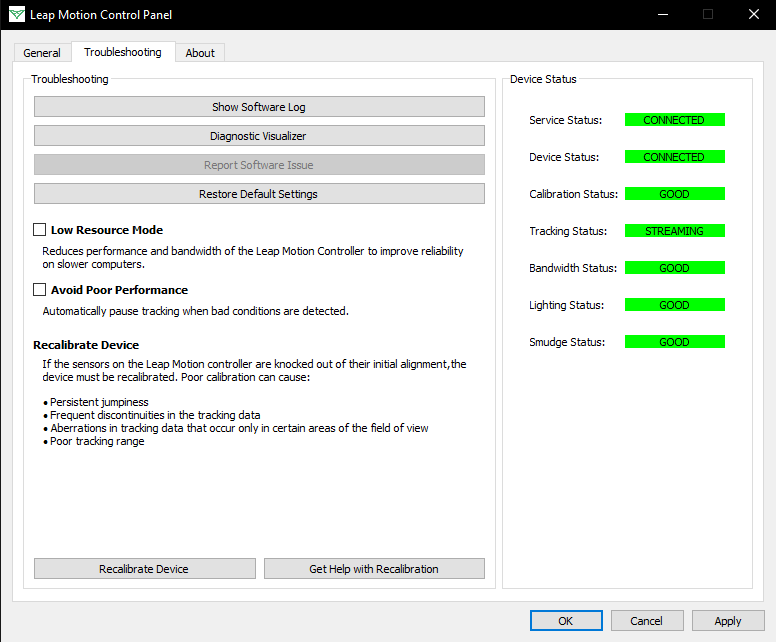 Leap Motion Control Panel
General
Troubleshooting
About
Troubleshooting
Show Software Log
Diagnostic Visualizer
Report Software Issue
Restore Default Settings
Low Resource Mode
Reduces performance and bandwidth of the Leap Motion Controller to improve reliability
on slower computers.
Avoid Poor Performance
Automatically pause tracking when bad conditions are detected.
Recalibrate Device
If the sensors on the Leap Motion controller are knocked out of their initial alignment,the
device must be recalibrated. Poor calibration can cause:
• Persistent jumpiness
• Frequent discontinuities in the tracking data
• Aberrations in tracking data that occur only in certain areas of the field of view
• Poor tracking range
Recalibrate Device
Get Help with Recalibration
Device Status
Service Status: CONNECTED
Device Status: CONNECTED
Calibration Status: GOOD
Tracking Status: STREAMING
Bandwidth Status: GOOD
Lighting Status: GOOD
Smudge Status: GOOD
OK
Cancel
Apply